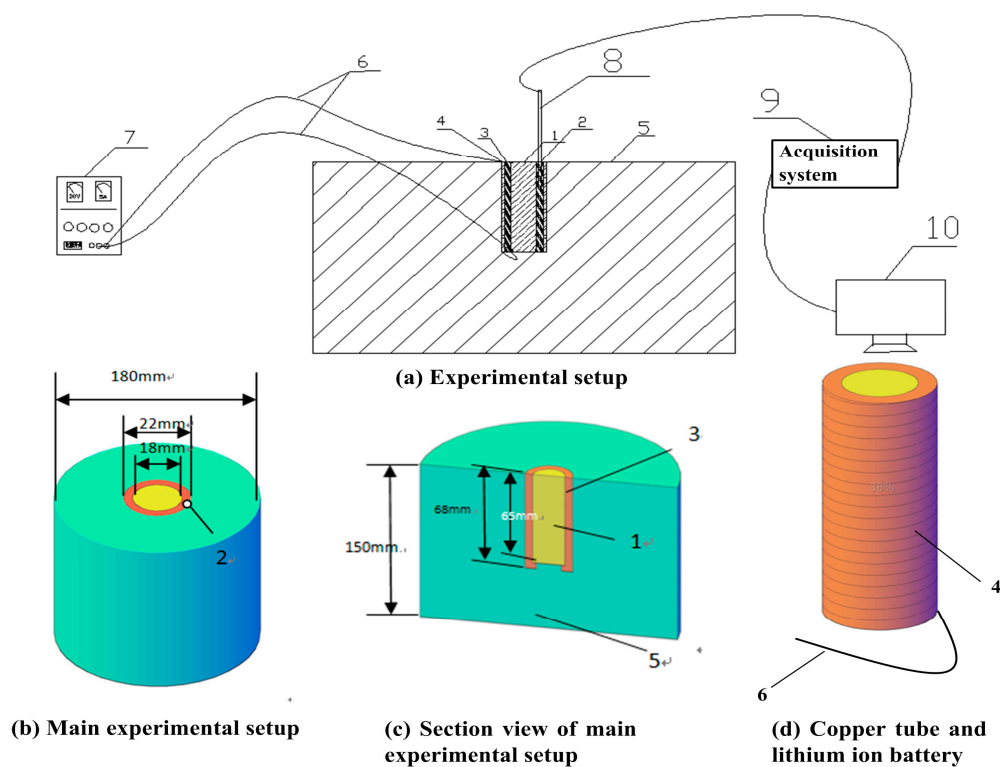 6
8
9
7
4
3
1
2
5
Acquisition
system
10
(a) Experimental setup
180mm
22mm
18mm
2
3
68mm
65mm
1
150mm
5
4
6
(b) Main experimental setup
(c) Section view of main
experimental setup
(d) Copper tube and
lithium ion battery